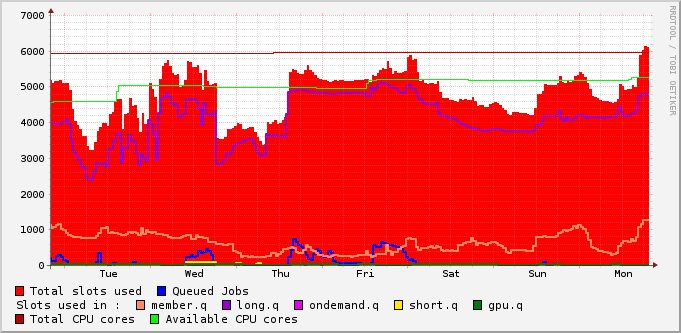 RRDTOOL / TOBI OETIKER
7000
6000
5000
4000
3000
2000
1000
0
Tue Wed Thu Fri Sat Sun Mon
Total slots used Queued Jobs
Slots used in : member.q long.q ondemand.q short.q gpu.q
Total CPU cores Available CPU cores